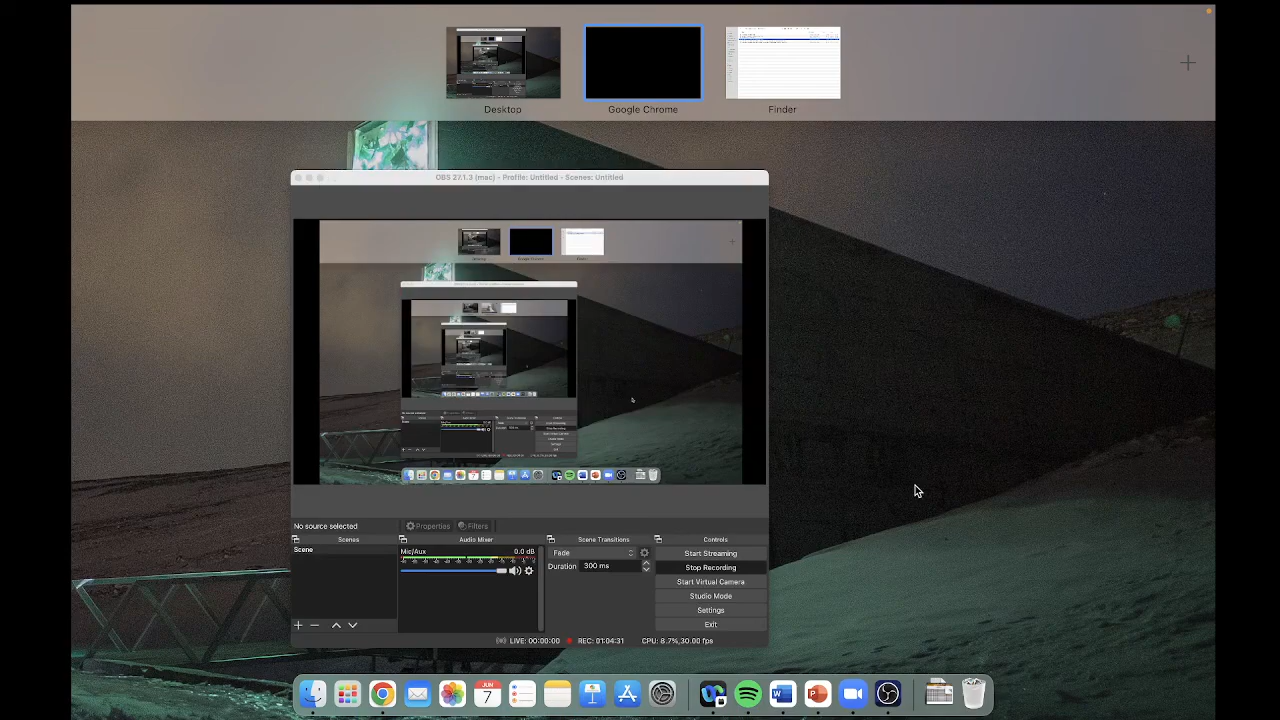 Desktop
Google Chrome
Finder
OBS 27.1.3 (mac) - Profile: Untitled - Scenes: Untitled
No source selected
Properties
Filters
Scenes
Audio Mixer
Scene Transitions
Controls
Scene
Mic/Aux
0.0 dB
Fade
Duration
300 ms
Start Streaming
Stop Recording
Start Virtual Camera
Studio Mode
Settings
Exit
LIVE: 00:00:00
REC: 01:04:31
CPU: 8.7%,30.00 fps
JUN
7